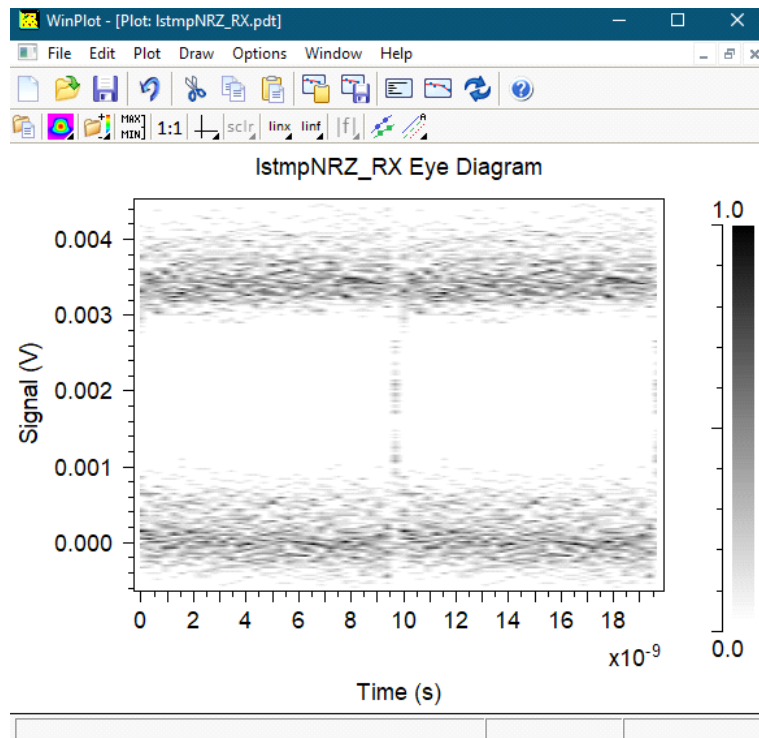 WinPlot - [Plot: lstmpNRZ_RX.pdt]
File Edit Plot Draw Options Window Help
MAX MIN 1:1 sclr linx linf |f| A
lstmpNRZ_RX Eye Diagram
1.0
0.004
0.003
0.002
0.001
0.000
Signal (V)
0 2 4 6 8 10 12 14 16 18
x10⁻⁹
0.0
Time (s)